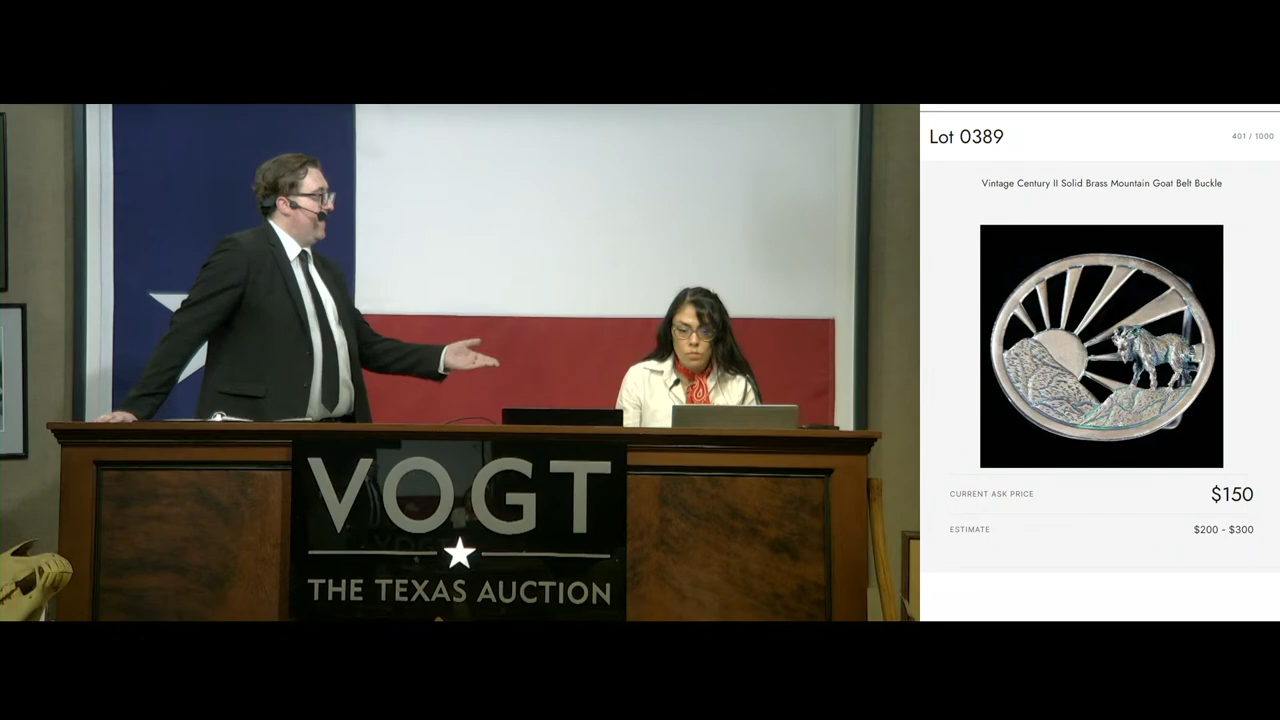 Lot 0389
401 / 1000
Vintage Century II Solid Brass Mountain Goat Belt Buckle
CURRENT ASK PRICE
$150
ESTIMATE
$200 - $300
VOGT
THE TEXAS AUCTION